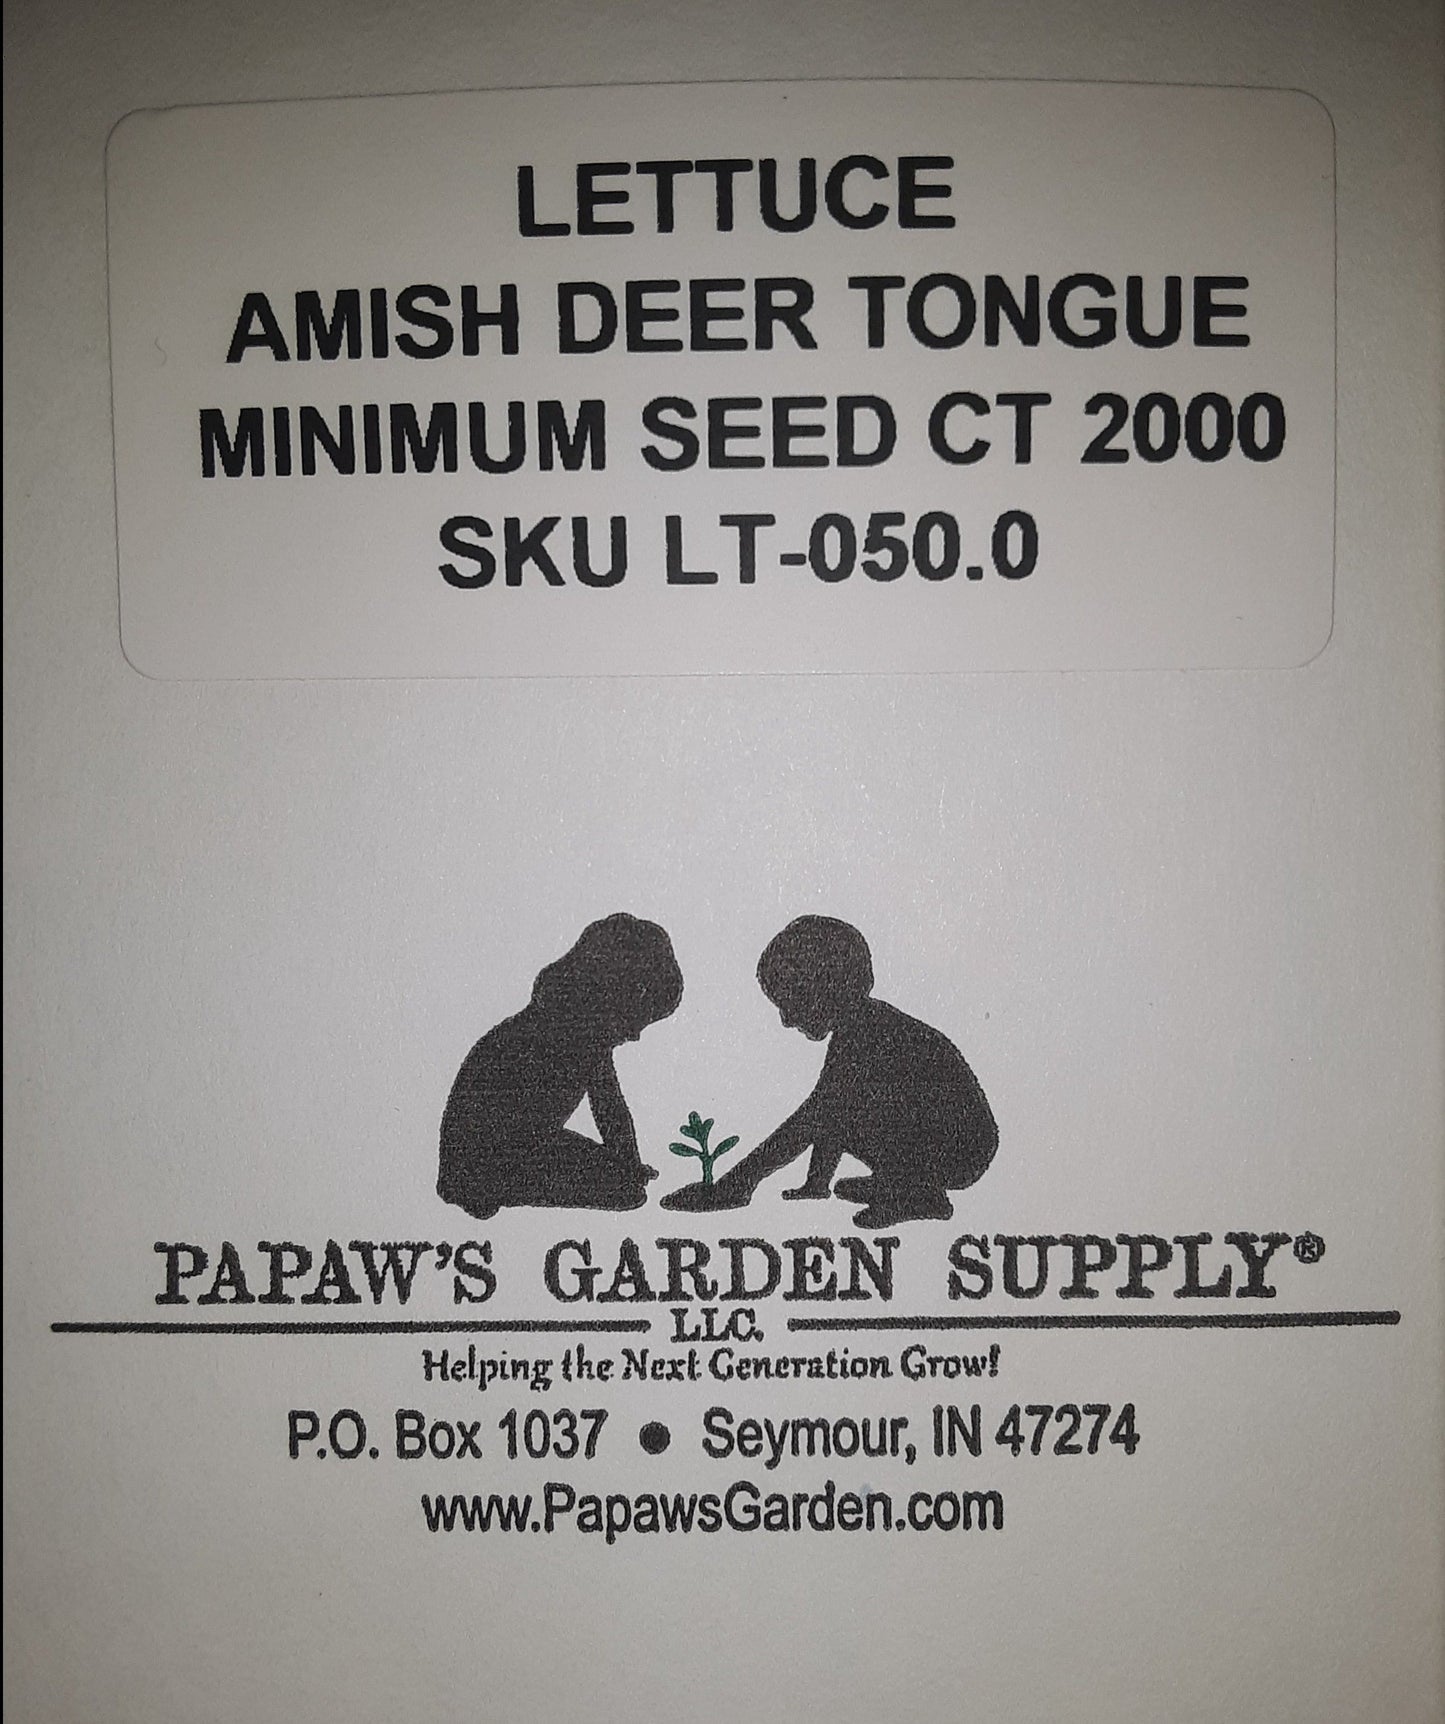 LETTUCE
AMISH DEER TONGUE
MINIMUM SEED CT 2000
SKU LT-050.0
PAPAW'S GARDEN SUPPLY®
LLC.
Helping the Next Generation Grow!
P.O. Box 1037 ● Seymour, IN 47274
www.PapawsGarden.com